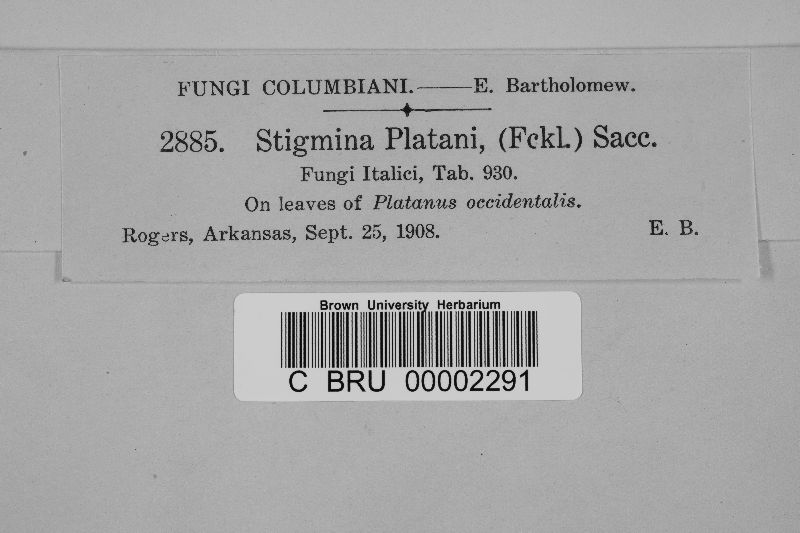 FUNGI COLUMBIANI.——E. Bartholomew.
2885. Stigmina Platani, (Fckl.) Sacc.
Fungi Italici, Tab. 930.
On leaves of Platanus occidentalis.
Rogers, Arkansas, Sept. 25, 1908. E. B.
Brown University Herbarium
C BRU 00002291